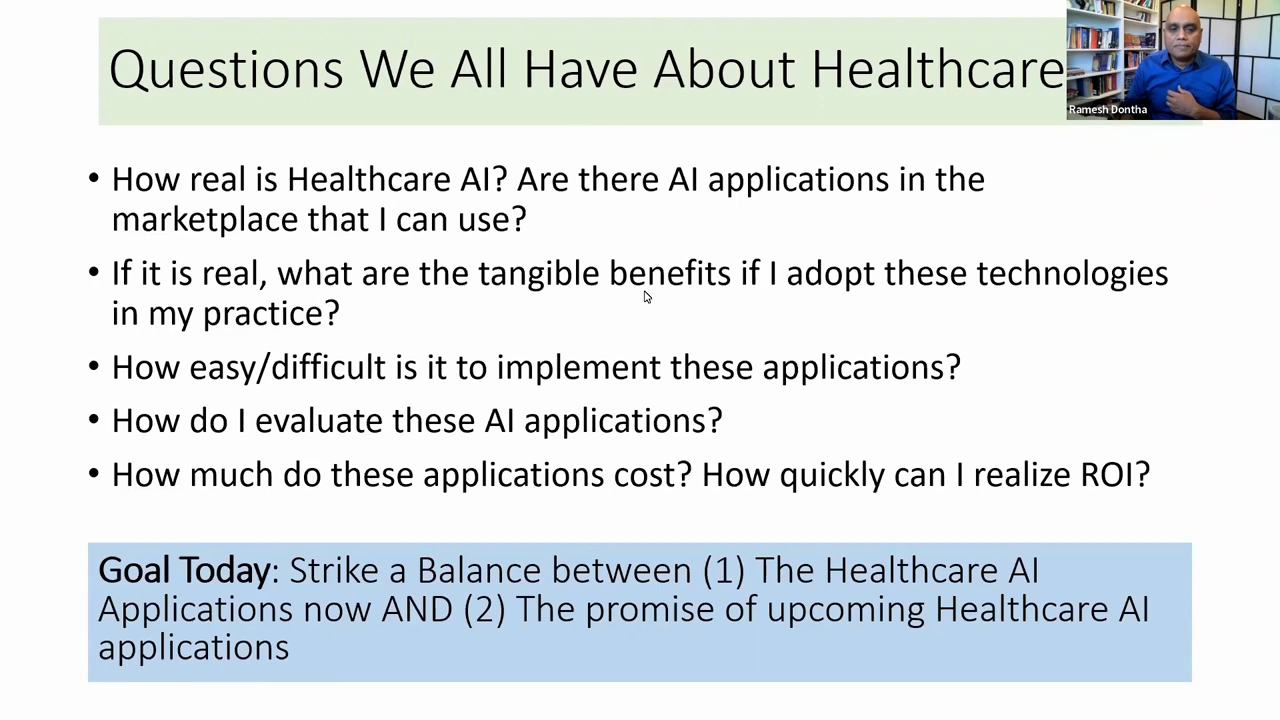 Questions We All Have About Healthcare
Ramesh Dontha
• How real is Healthcare AI? Are there AI applications in the
marketplace that I can use?
• If it is real, what are the tangible benefits if I adopt these technologies
in my practice?
• How easy/difficult is it to implement these applications?
• How do I evaluate these AI applications?
• How much do these applications cost? How quickly can I realize ROI?
Goal Today: Strike a Balance between (1) The Healthcare AI
Applications now AND (2) The promise of upcoming Healthcare AI
applications